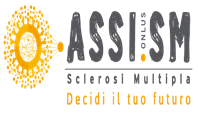 ASSI.SM
ONLUS
Sclerosi Multipla
Decidi il tuo futuro